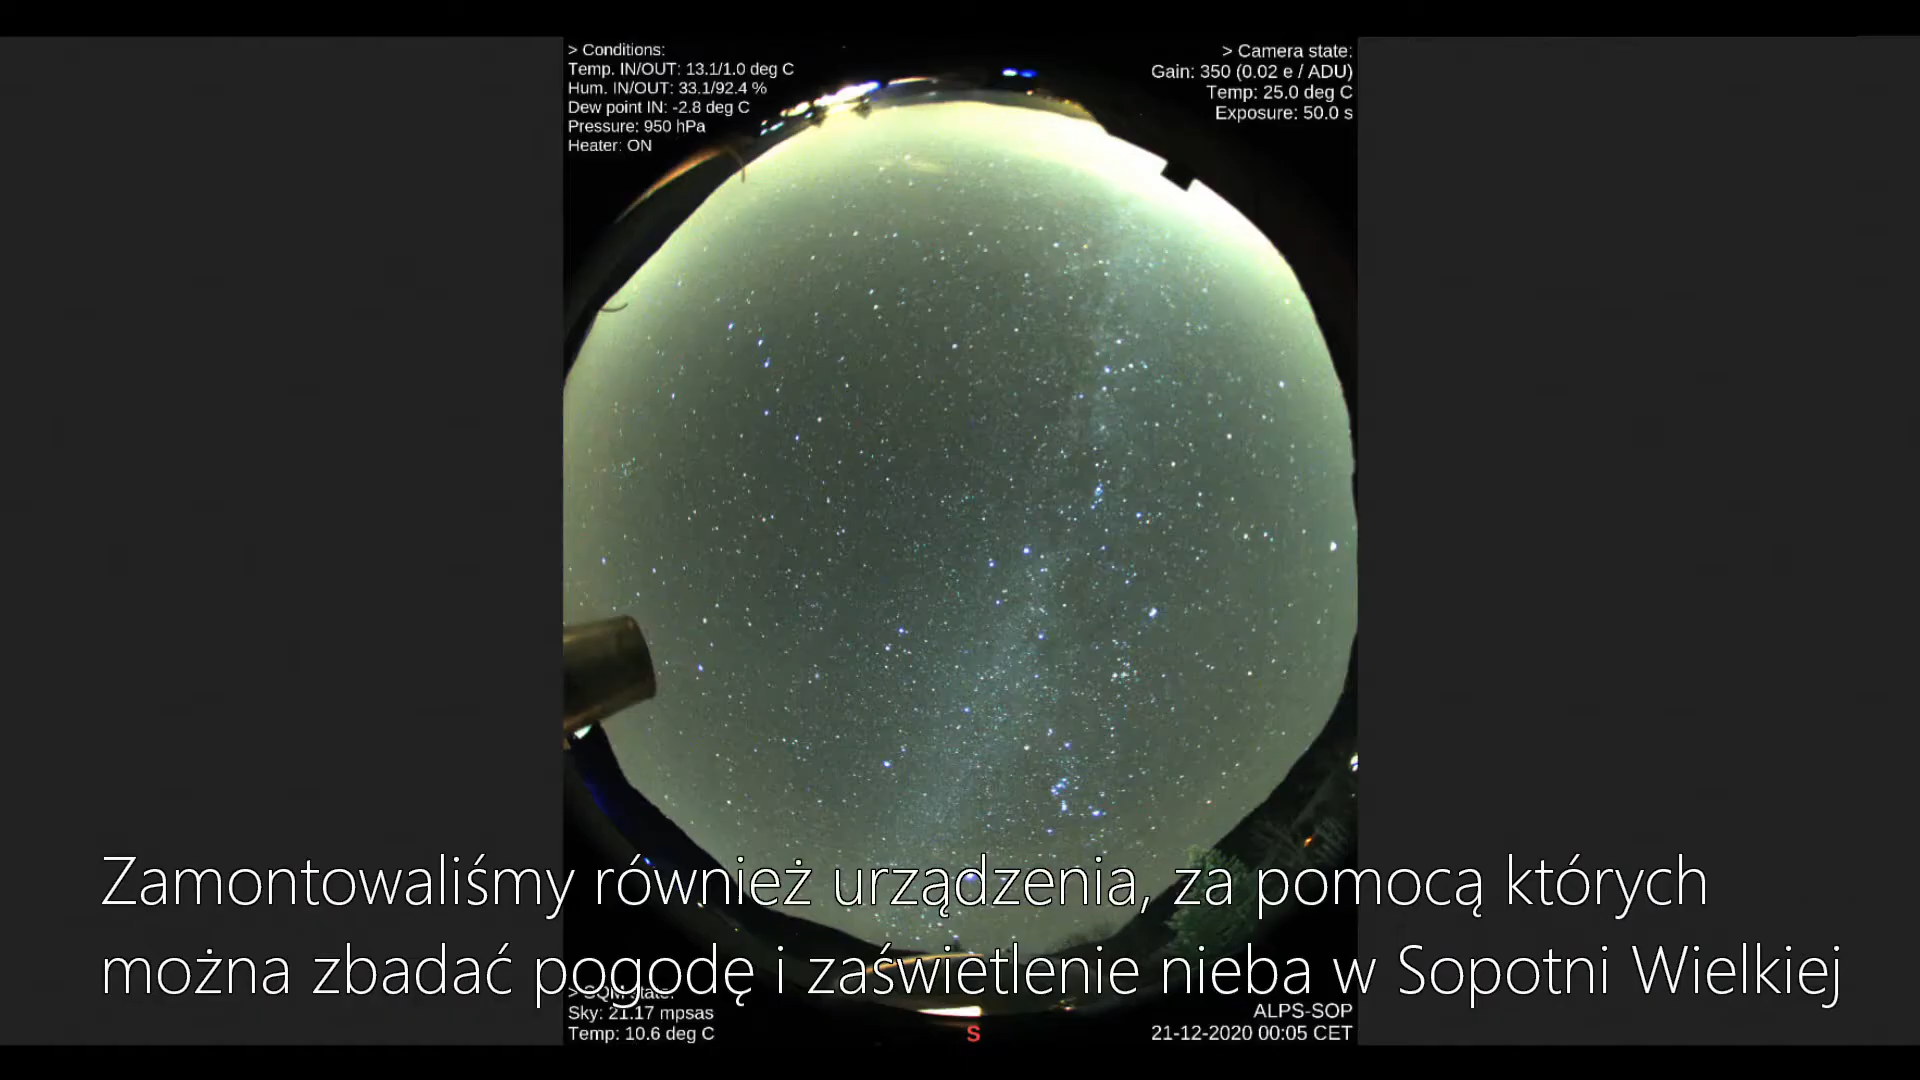 > Conditions:
Temp. IN/OUT: 13.1/1.0 deg C
Hum. IN/OUT: 33.1/92.4 %
Dew point IN: -2.8 deg C
Pressure: 950 hPa
Heater: ON
> Camera state:
Gain: 350 (0.02 e / ADU)
Temp: 25.0 deg C
Exposure: 50.0 s
Zamontowaliśmy również urządzenia, za pomocą których
można zbadać pogodę i zaświetlenie nieba w Sopotni Wielkiej
> SQM state:
Sky: 21.17 mpsas
Temp: 10.6 deg C
S
ALPS-SOP
21-12-2020 00:05 CET